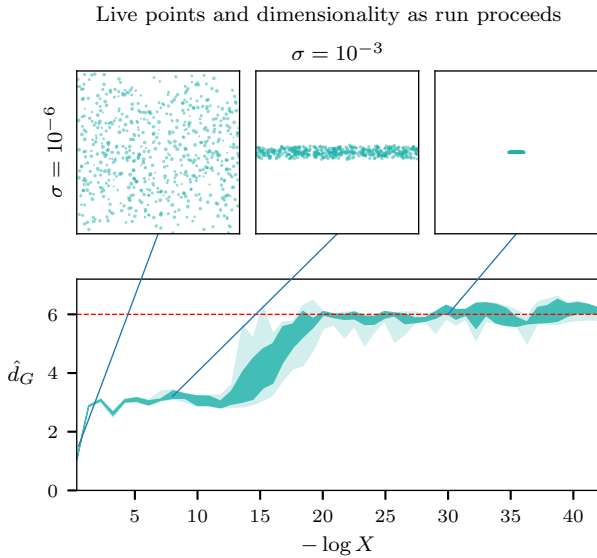 Live points and dimensionality as run proceeds
σ = 10⁻³
σ = 10⁻⁶
6
4
2
0
d̂_G
5 10 15 20 25 30 35 40
− log X